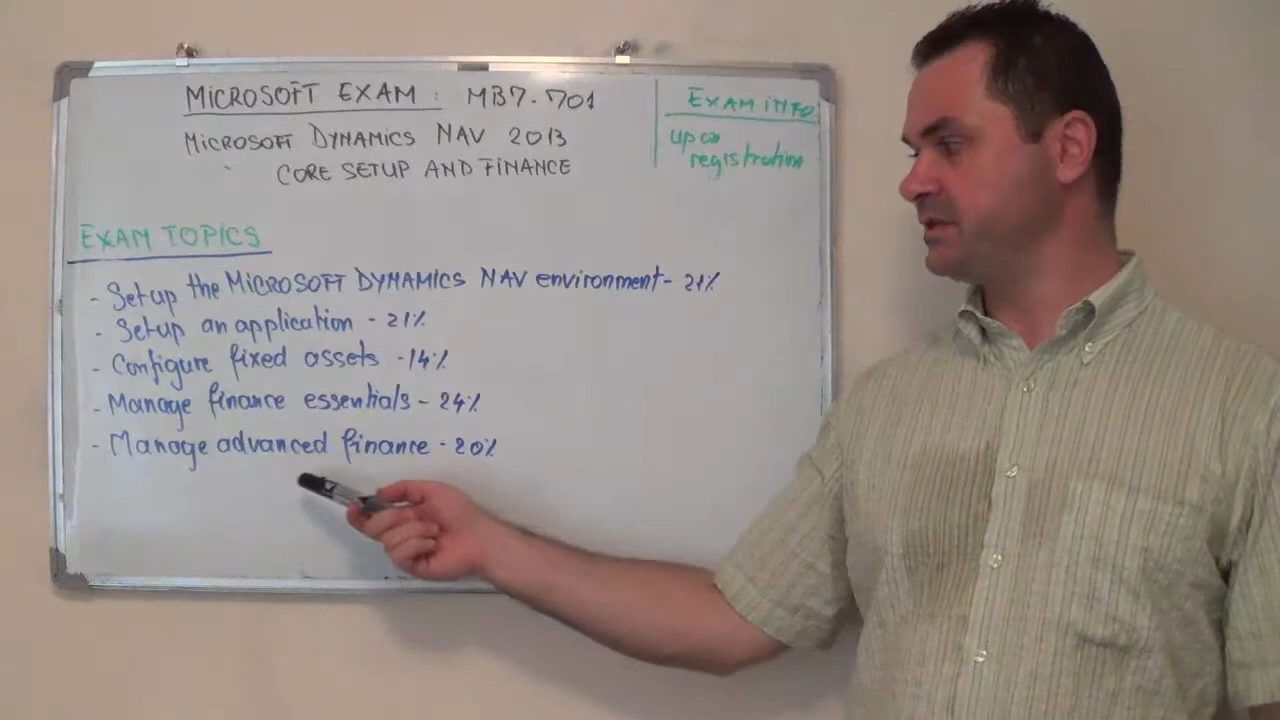 MICROSOFT EXAM: MB7-701
MICROSOFT DYNAMICS NAV 2013
CORE SETUP AND FINANCE
EXAM INFO
upon
registration
EXAM TOPICS
- Setup the MICROSOFT DYNAMICS NAV environment - 21%
- Setup an application - 21%
- Configure fixed assets - 14%
- Manage finance essentials - 24%
- Manage advanced finance - 20%